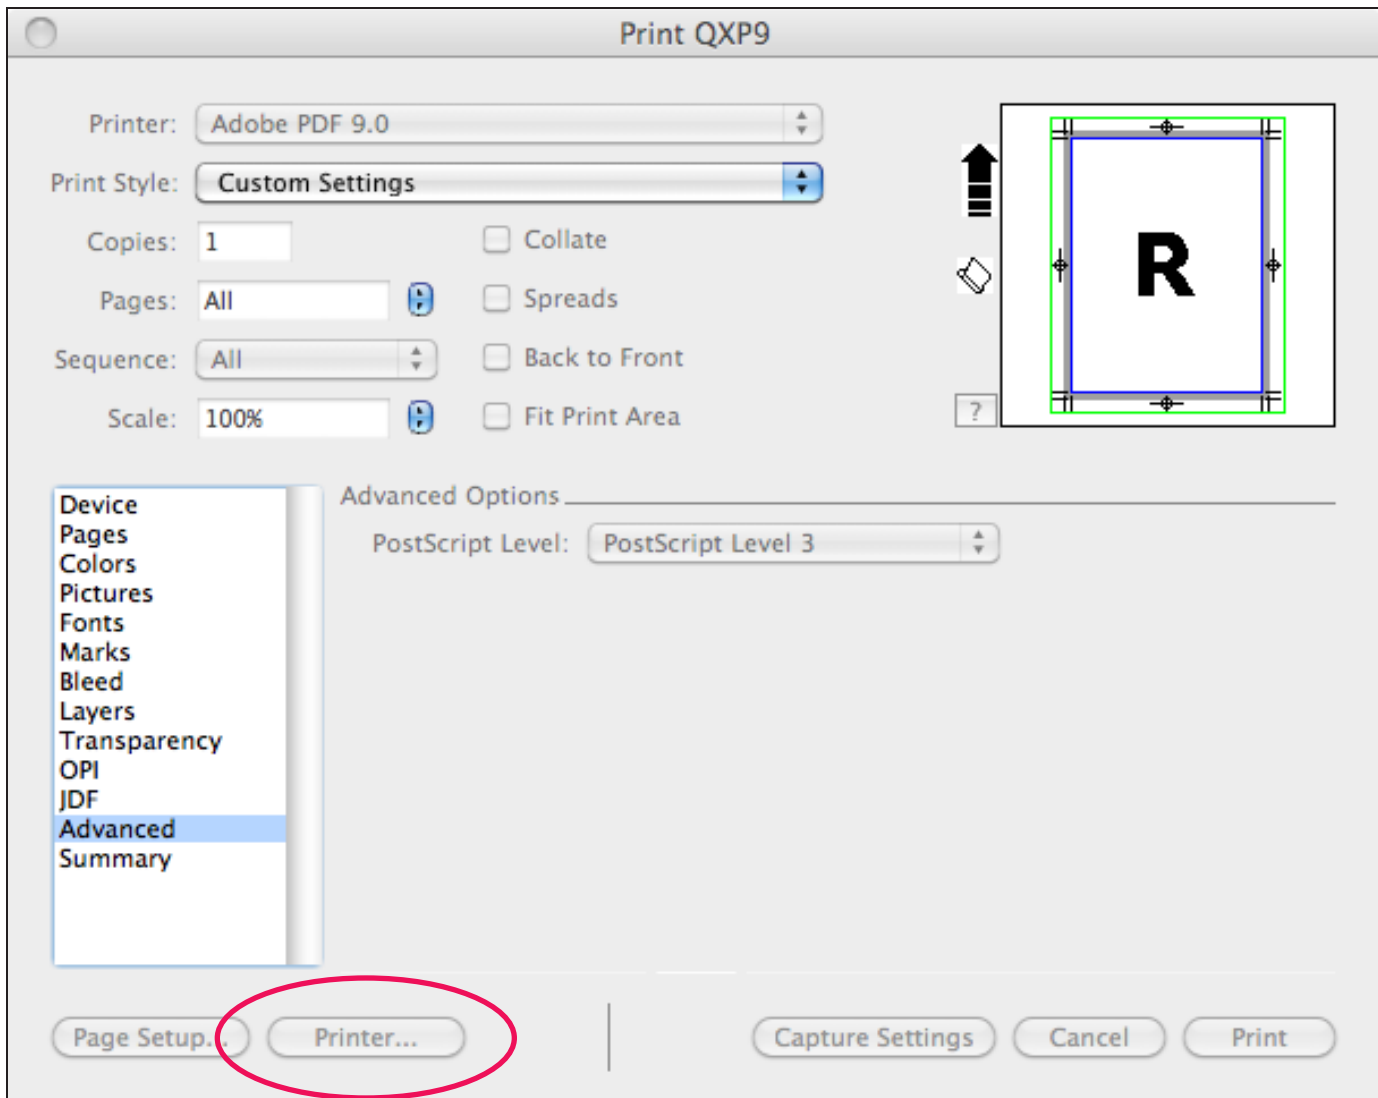 Print QXP9
Printer: Adobe PDF 9.0
Print Style: Custom Settings
Copies: 1 Collate
Pages: All Spreads
Sequence: All Back to Front
Scale: 100% Fit Print Area
R
?
Device
Pages
Colors
Pictures
Fonts
Marks
Bleed
Layers
Transparency
OPI
JDF
Advanced
Summary
Advanced Options
PostScript Level: PostScript Level 3
Page Setup... Printer... Capture Settings Cancel Print